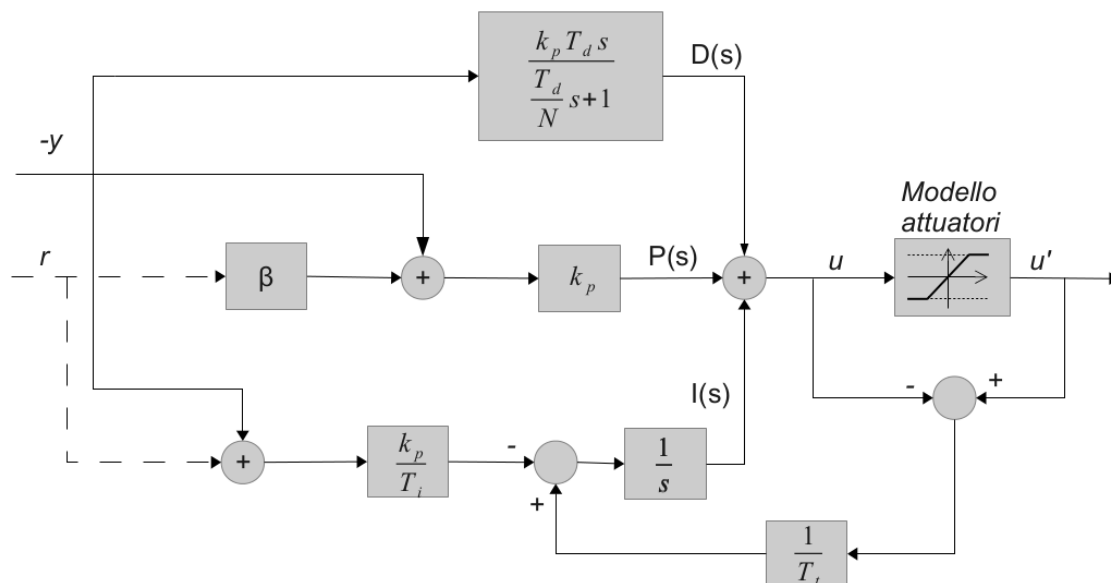 D(s)
k_p T_d s
T_d
N
s+1
-y
Modello
attuatori
r
β
+
k_p
P(s)
+
u
u'
-
+
I(s)
+
k_p
T_i
-
+
1
s
1
T_t